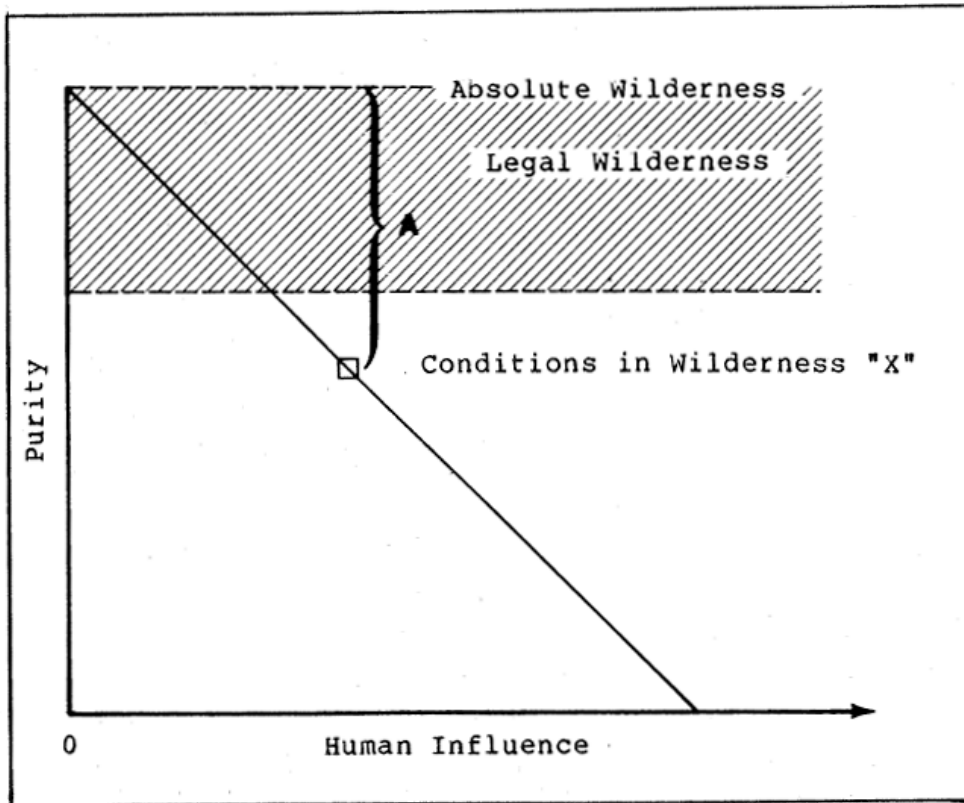 Absolute Wilderness
Legal Wilderness
A
Conditions in Wilderness "X"
Purity
0
Human Influence